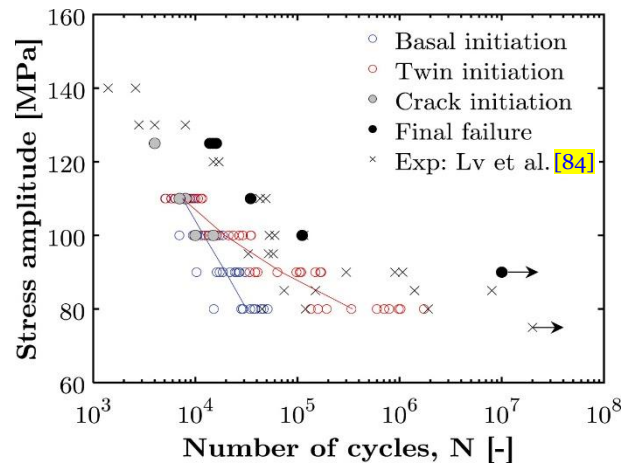 160
140
120
100
80
60
Stress amplitude [MPa]
Basal initiation
Twin initiation
Crack initiation
Final failure
Exp: Lv et al. [84]
10³ 10⁴ 10⁵ 10⁶ 10⁷ 10⁸
Number of cycles, N [-]